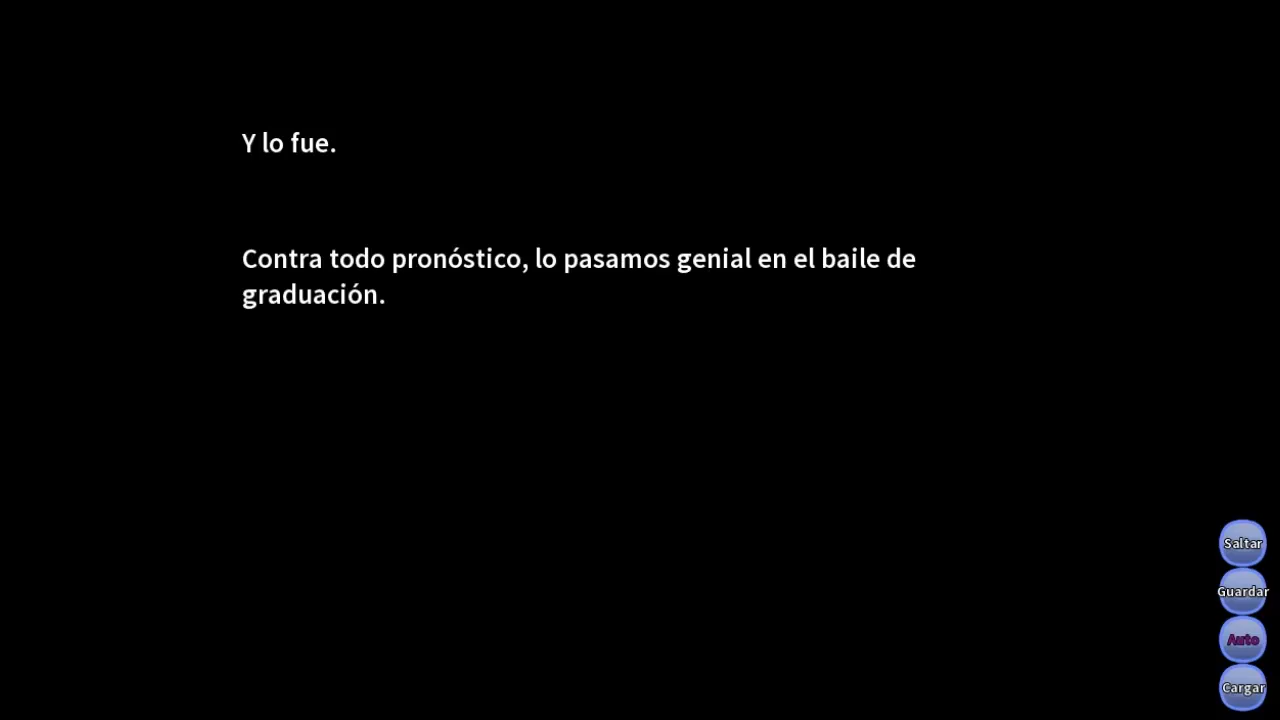 Y lo fue.
Contra todo pronóstico, lo pasamos genial en el baile de
graduación.
Saltar
Guardar
Auto
Cargar